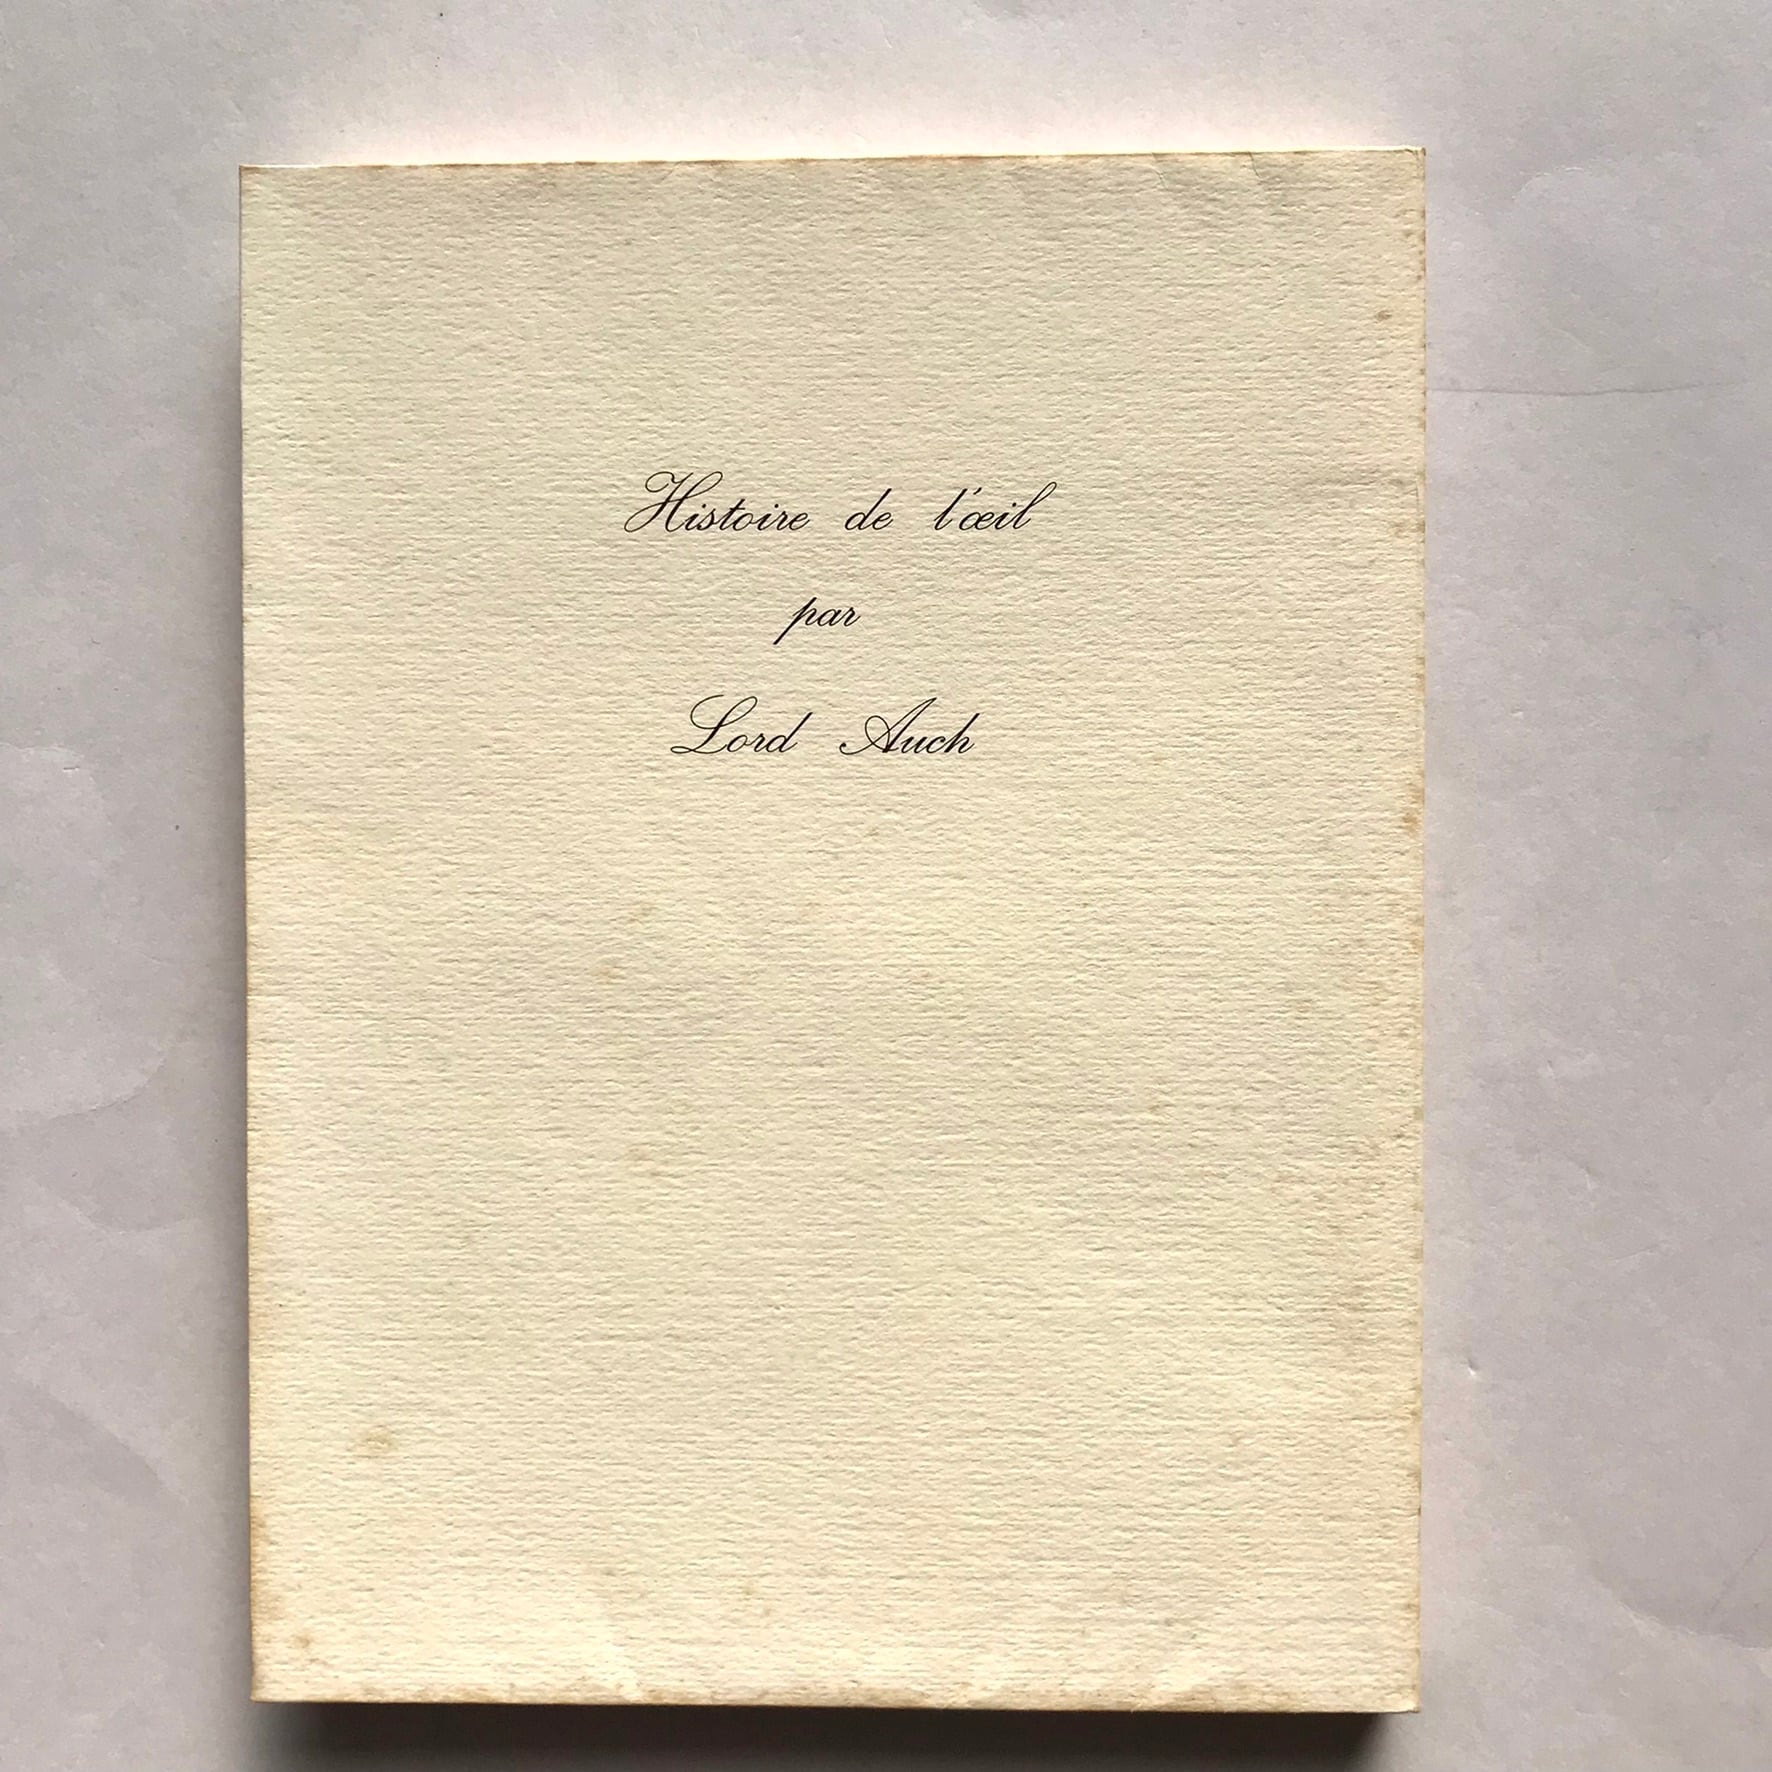 Histoire de l'œil
par
Lord Auch